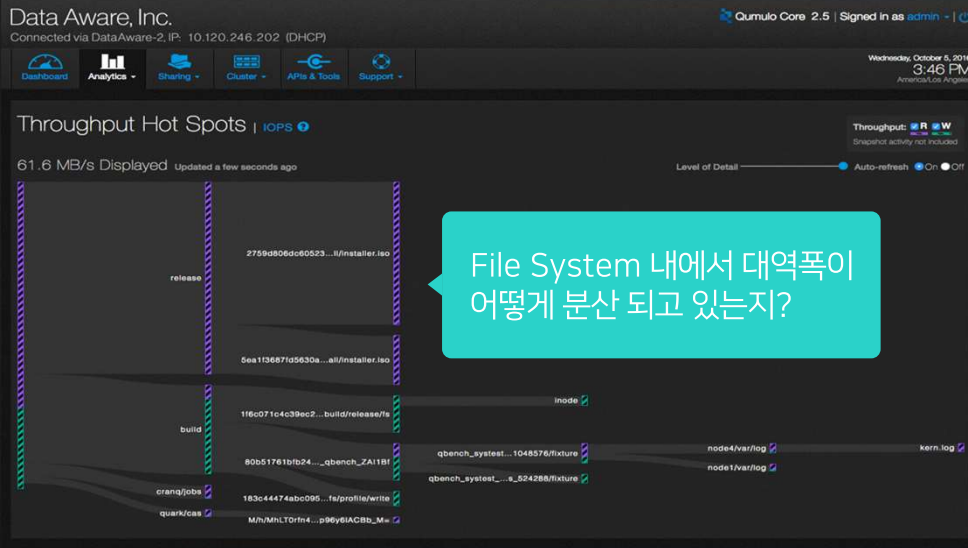 Data Aware, Inc.
Qumulo Core 2.5 | Signed in as admin
Connected via DataAware-2, IP: 10.120.246.202 (DHCP)
Dashboard
Analytics
Sharing
Cluster
APIs & Tools
Support
Wednesday, October 5, 2016
3:46 PM
America/Los Angeles
Throughput Hot Spots | IOPS
Throughput: R W
Snapshot activity not included
61.6 MB/s Displayed Updated a few seconds ago
Level of Detail
Auto-refresh On Off
File System 내에서 대역폭이
어떻게 분산 되고 있는지?
2759d806dc60523...ll/installer.iso
release
5ea1f3687fd5630a...all/installer.iso
inode
1f6c071c4c39ec2...build/release/fs
build
node4/var/log
kern.log
qbench_systest...1048576/fixture
80b51761bfb24..._qbench_ZAI1Bf
node1/var/log
qbench_systest_...s_524288/fixture
cranq/jobs
183c44474abc095...fs/profile/write
quark/cas